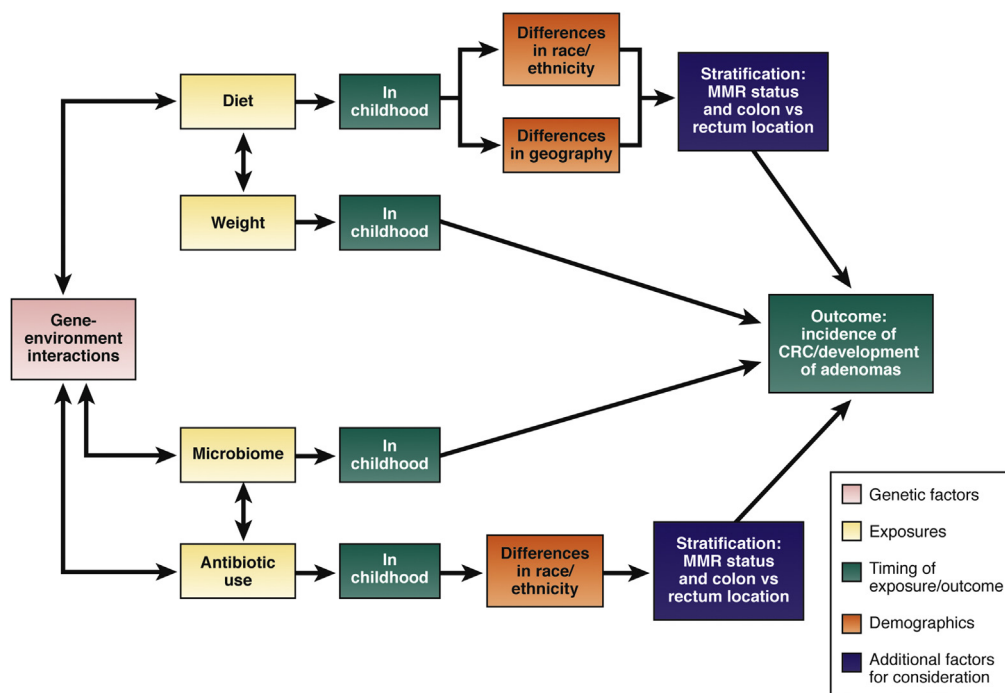 Diet
In
childhood
Differences
in race/
ethnicity
Differences
in geography
Stratification:
MMR status
and colon vs
rectum location
Weight
In
childhood
Gene-
environment
interactions
Outcome:
incidence of
CRC/development
of adenomas
Microbiome
In
childhood
Antibiotic
use
In
childhood
Differences
in race/
ethnicity
Stratification:
MMR status
and colon vs
rectum location
Genetic factors
Exposures
Timing of
exposure/outcome
Demographics
Additional factors
for consideration